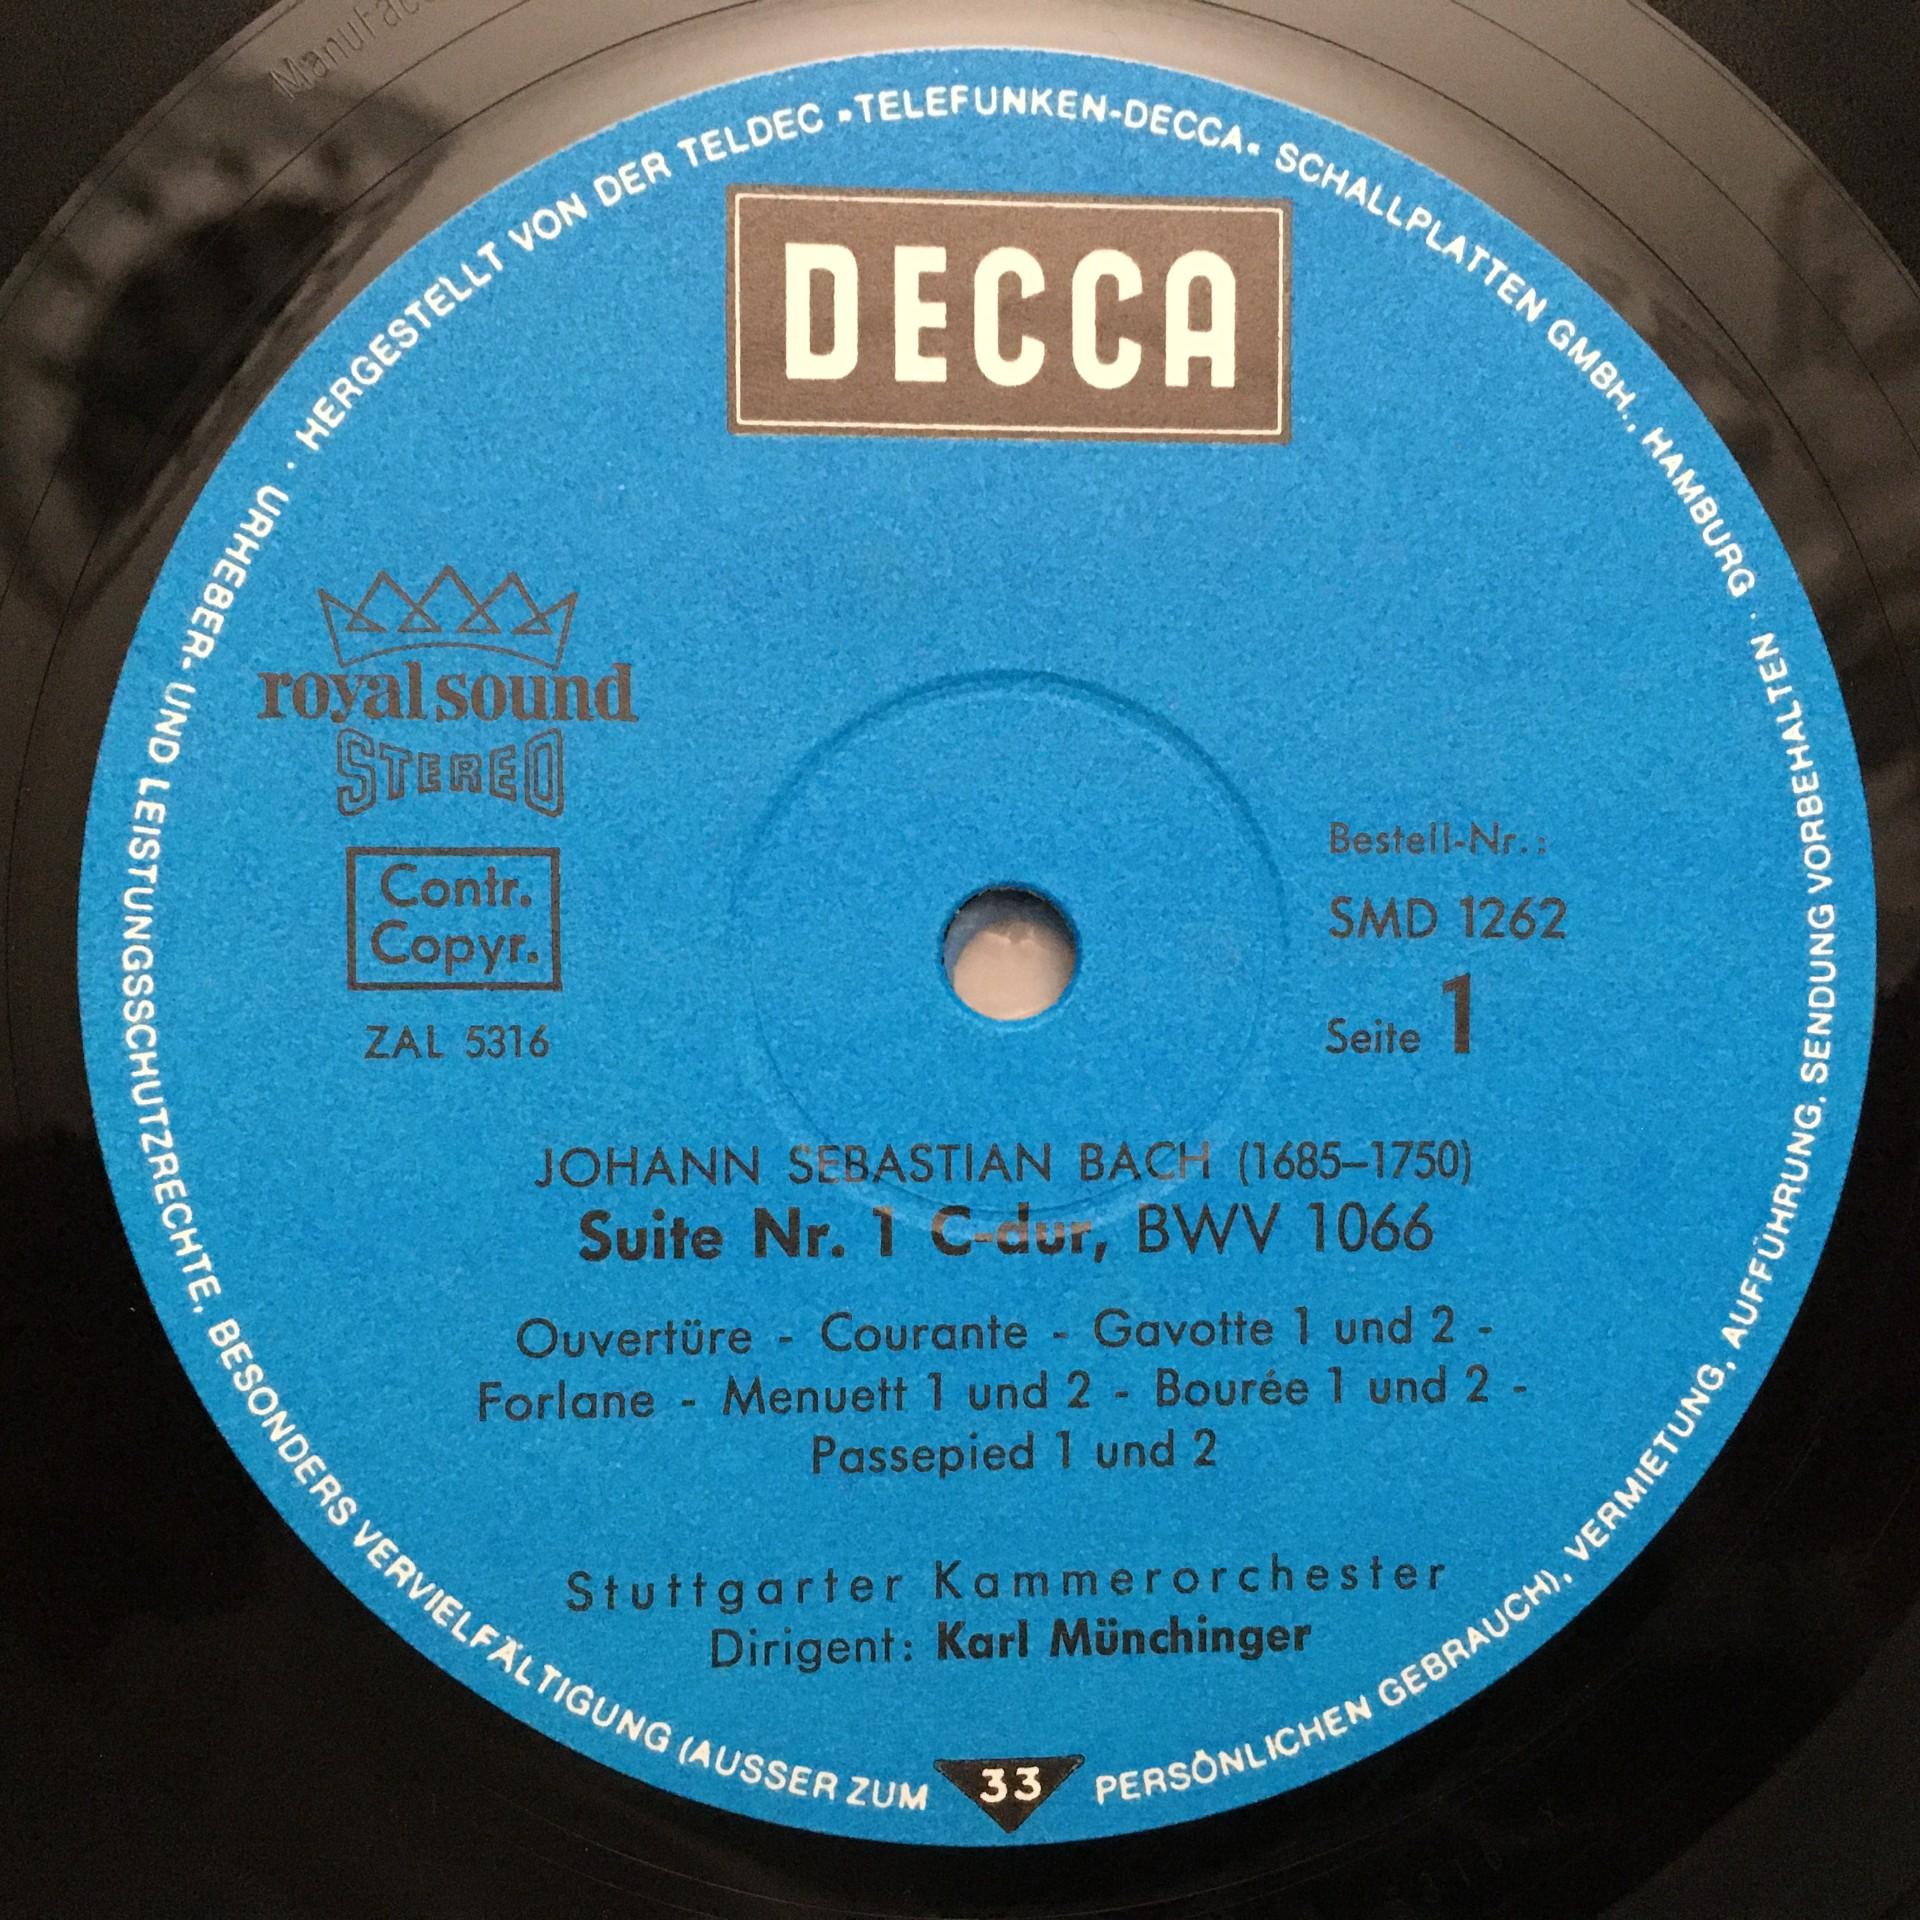 Manufac
HERGESTELLT VON DER TELDEC »TELEFUNKEN-DECCA« SCHALLPLATTEN GMBH., HAMBURG ·
URHEBER- UND LEISTUNGSSCHUTZRECHTE, BESONDERS VERVIELFÄLTIGUNG (AUSSER ZUM PERSÖNLICHEN GEBRAUCH), VERMIETUNG, AUFFÜHRUNG, SENDUNG VORBEHALTEN ·
DECCA
royal sound
STEREO
Contr.
Copyr.
ZAL 5316
Bestell-Nr.:
SMD 1262
Seite 1
JOHANN SEBASTIAN BACH (1685–1750)
Suite Nr. 1 C-dur, BWV 1066
Ouvertüre - Courante - Gavotte 1 und 2 -
Forlane - Menuett 1 und 2 - Bourée 1 und 2 -
Passepied 1 und 2
Stuttgarter Kammerorchester
Dirigent: Karl Münchinger
33